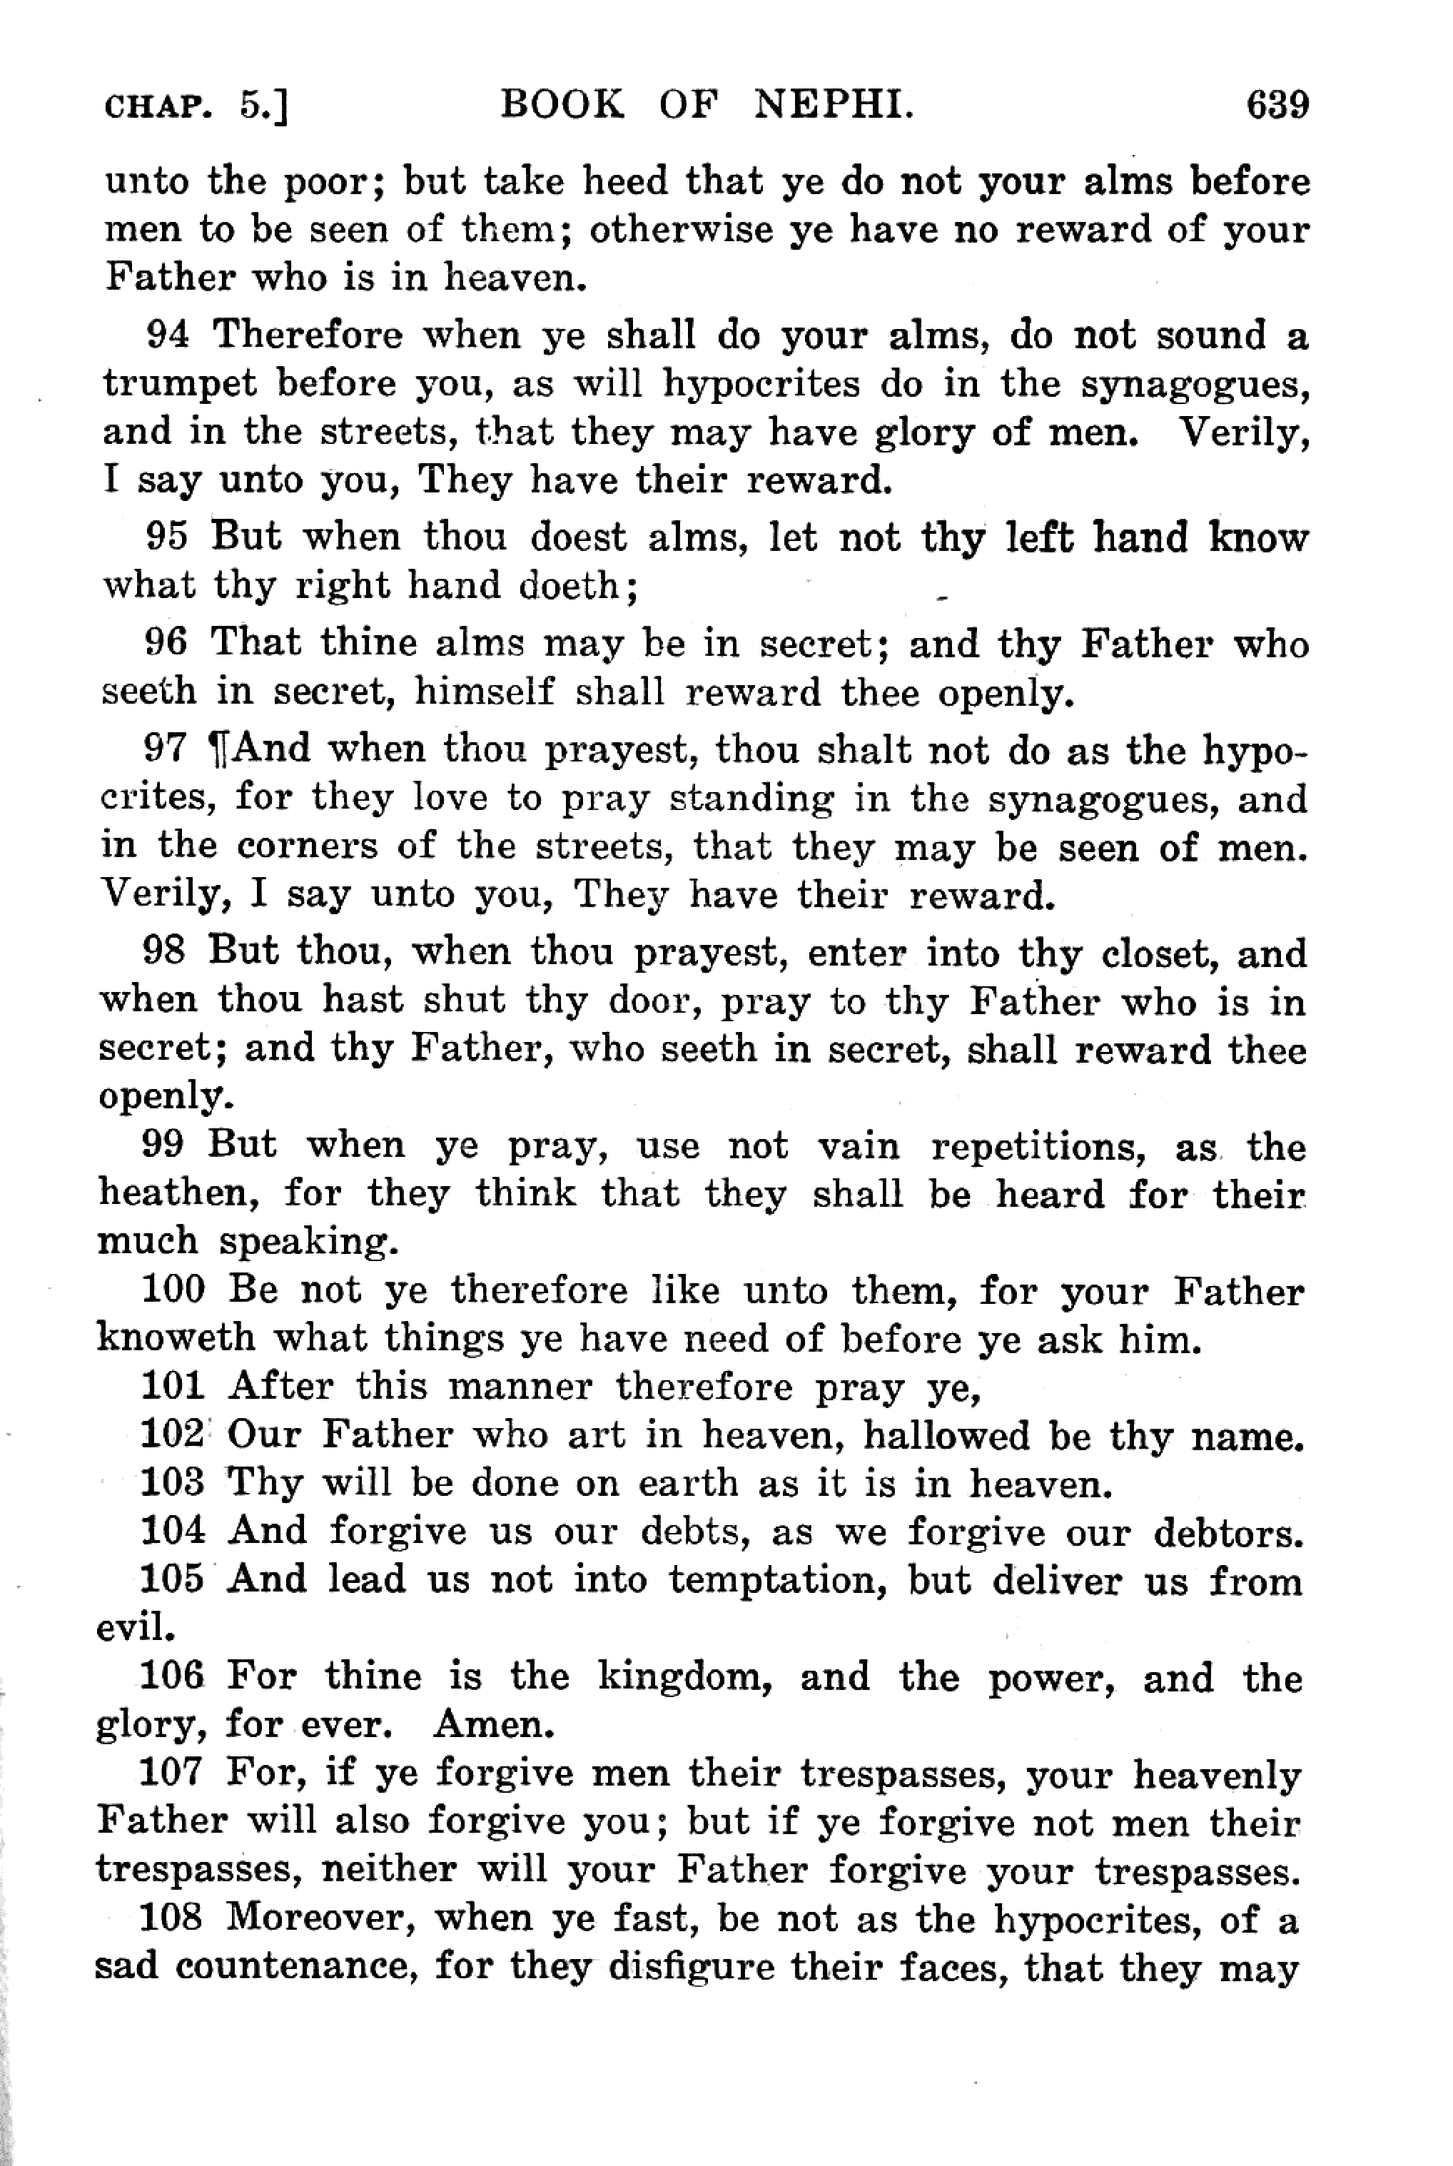 CHAP. 5.] BOOK OF NEPHI. 639
unto the poor; but take heed that ye do not your alms before
men to be seen of them; otherwise ye have no reward of your
Father who is in heaven.
94 Therefore when ye shall do your alms, do not sound a
trumpet before you, as will hypocrites do in the synagogues,
and in the streets, that they may have glory of men. Verily,
I say unto you, They have their reward.
95 But when thou doest alms, let not thy left hand know
what thy right hand doeth;
96 That thine alms may be in secret; and thy Father who
seeth in secret, himself shall reward thee openly.
97 ¶And when thou prayest, thou shalt not do as the hypo-
crites, for they love to pray standing in the synagogues, and
in the corners of the streets, that they may be seen of men.
Verily, I say unto you, They have their reward.
98 But thou, when thou prayest, enter into thy closet, and
when thou hast shut thy door, pray to thy Father who is in
secret; and thy Father, who seeth in secret, shall reward thee
openly.
99 But when ye pray, use not vain repetitions, as the
heathen, for they think that they shall be heard for their
much speaking.
100 Be not ye therefore like unto them, for your Father
knoweth what things ye have need of before ye ask him.
101 After this manner therefore pray ye,
102 Our Father who art in heaven, hallowed be thy name.
103 Thy will be done on earth as it is in heaven.
104 And forgive us our debts, as we forgive our debtors.
105 And lead us not into temptation, but deliver us from
evil.
106 For thine is the kingdom, and the power, and the
glory, for ever. Amen.
107 For, if ye forgive men their trespasses, your heavenly
Father will also forgive you; but if ye forgive not men their
trespasses, neither will your Father forgive your trespasses.
108 Moreover, when ye fast, be not as the hypocrites, of a
sad countenance, for they disfigure their faces, that they may